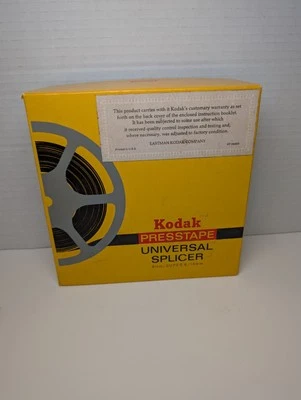 This product carries with it Kodak's customary warranty as set
forth on the back cover of the enclosed instruction booklet.
It has been subjected to some use after which
it received quality control inspection and testing and,
where necessary, was adjusted to factory condition.
EASTMAN KODAK COMPANY
Kodak
PRESSTAPE
UNIVERSAL
SPLICER